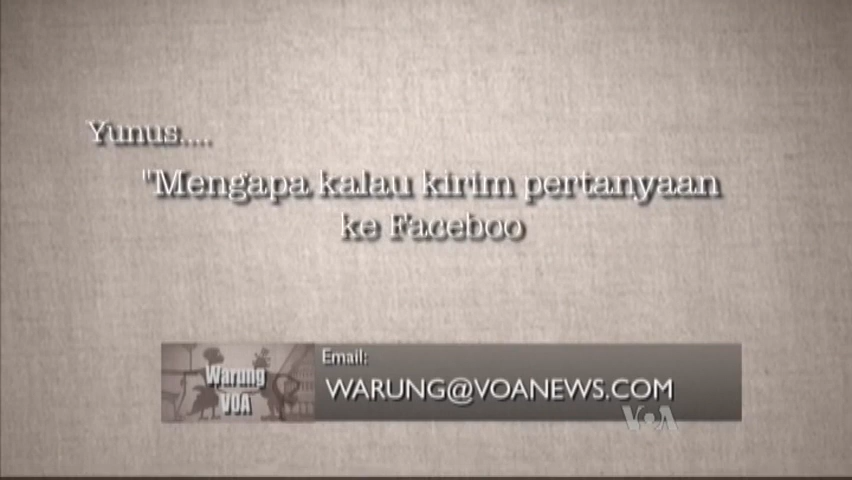 Yunus....
"Mengapa kalau kirim pertanyaan
ke Faceboo
Email:
Warung
VOA
WARUNG@VOANEWS.COM
VOA